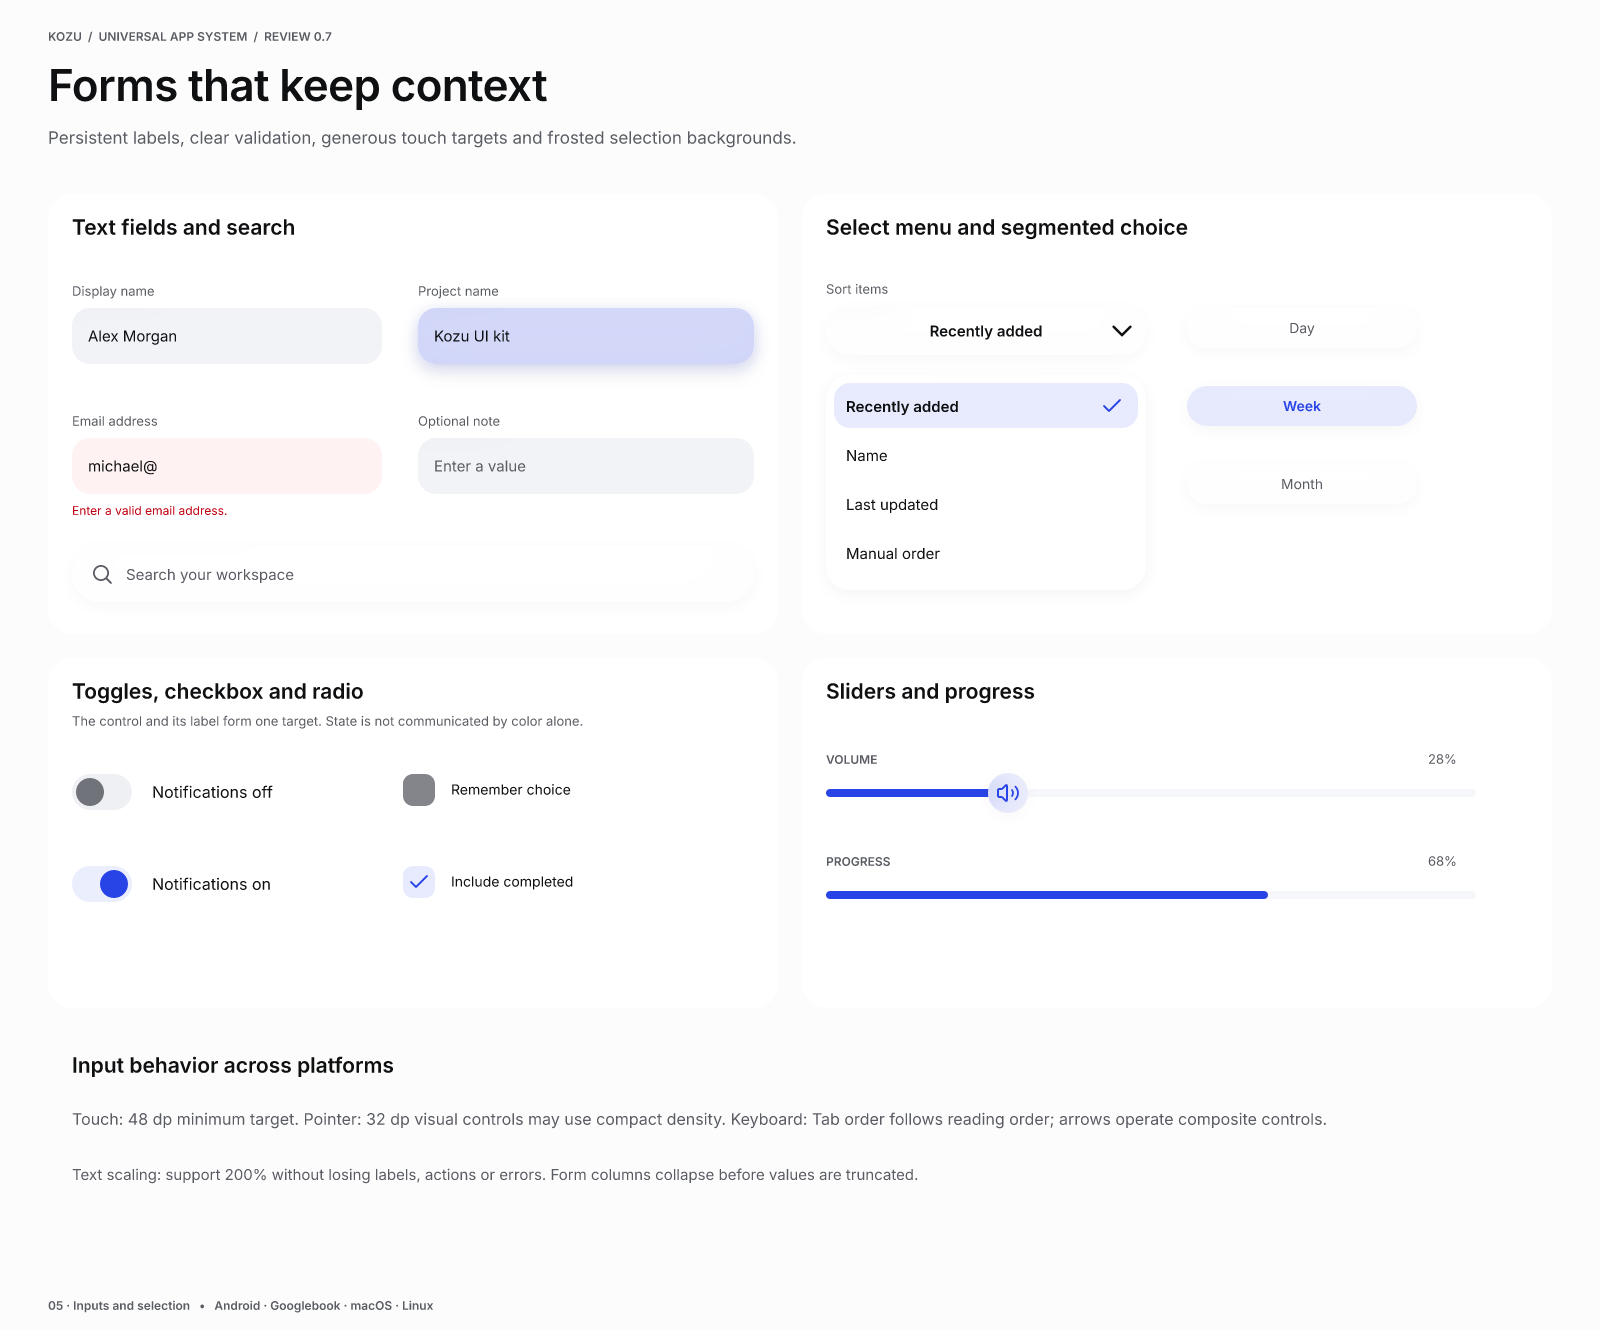 KOZU / UNIVERSAL APP SYSTEM / REVIEW 0.7
Forms that keep context
Persistent labels, clear validation, generous touch targets and frosted selection backgrounds.
Text fields and search
Display name
Alex Morgan
Project name
Kozu UI kit
Email address
michael@
Enter a valid email address.
Optional note
Enter a value
Search your workspace
Select menu and segmented choice
Sort items
Recently added
Recently added
Name
Last updated
Manual order
Day
Week
Month
Toggles, checkbox and radio
The control and its label form one target. State is not communicated by color alone.
Notifications off
Remember choice
Notifications on
Include completed
Sliders and progress
VOLUME
28%
PROGRESS
68%
Input behavior across platforms
Touch: 48 dp minimum target. Pointer: 32 dp visual controls may use compact density. Keyboard: Tab order follows reading order; arrows operate composite controls.
Text scaling: support 200% without losing labels, actions or errors. Form columns collapse before values are truncated.
05 · Inputs and selection • Android · Googlebook · macOS · Linux